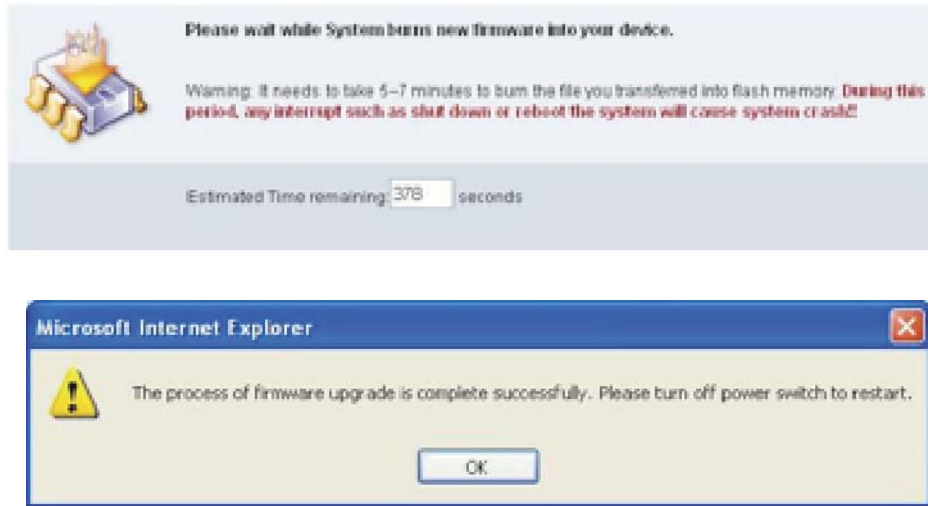 Please wait while System burns new firmware into your device.
Warning: It needs to take 5–7 minutes to burn the file you transferred into flash memory. During this
period, any interrupt such as shut down or reboot the system will cause system crash!!
Estimated Time remaining: 378 seconds
Microsoft Internet Explorer
The process of firmware upgrade is complete successfully. Please turn off power switch to restart.
OK